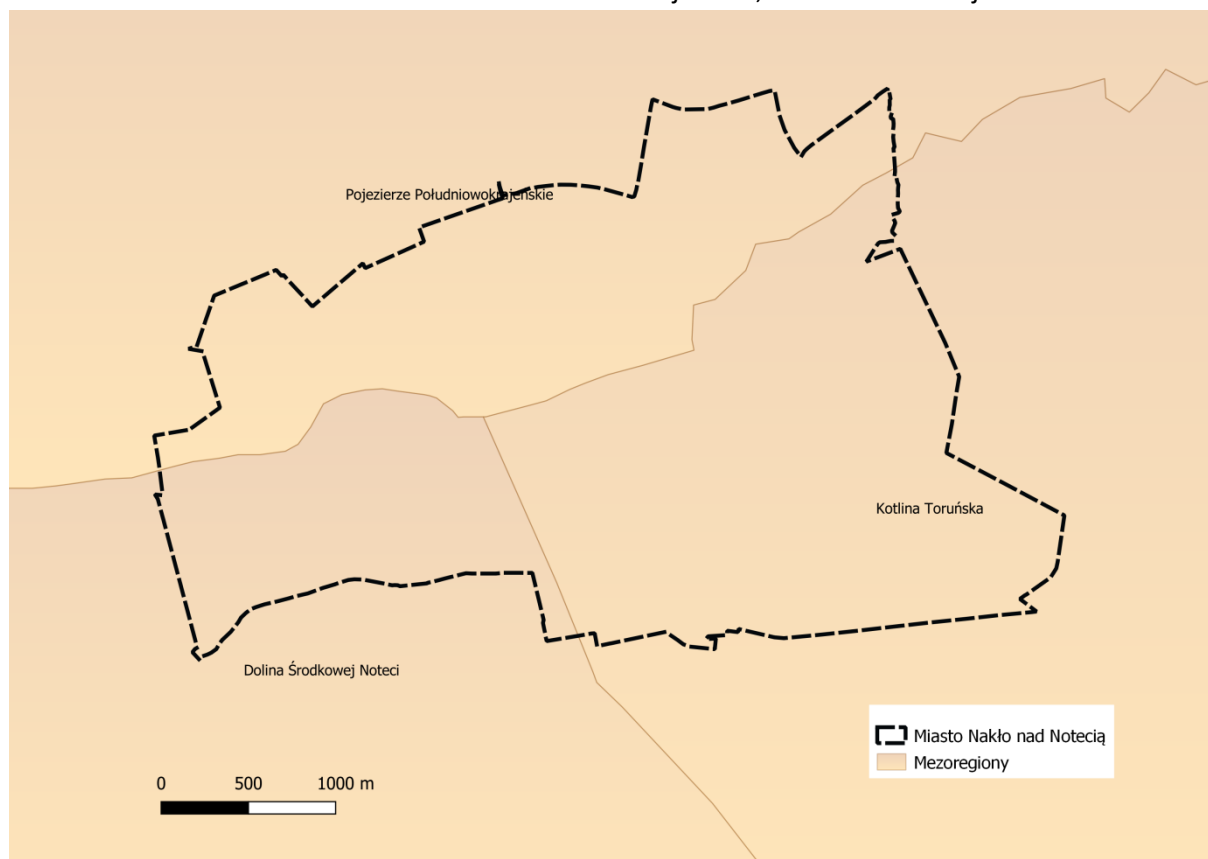 Pojezierze Południowokrajeńskie
Kotlina Toruńska
Dolina Środkowej Noteci
Miasto Nakło nad Notecią
Mezoregiony
0 500 1000 m